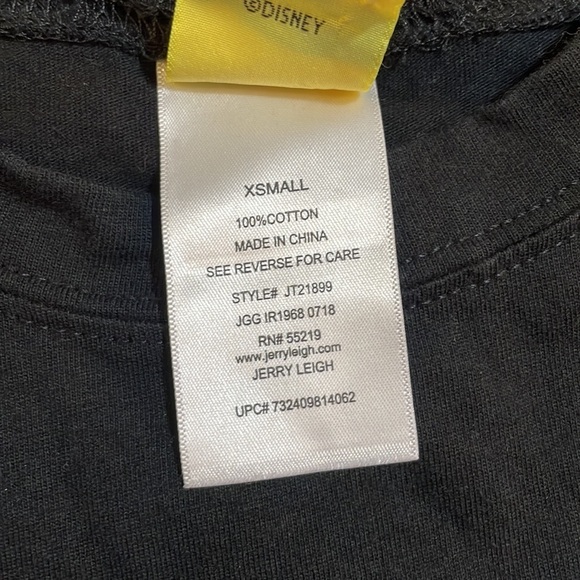 ©DISNEY
XSMALL
100%COTTON
MADE IN CHINA
SEE REVERSE FOR CARE
STYLE# JT21899
JGG IR1968 0718
RN# 55219
www.jerryleigh.com
JERRY LEIGH
UPC# 732409814062